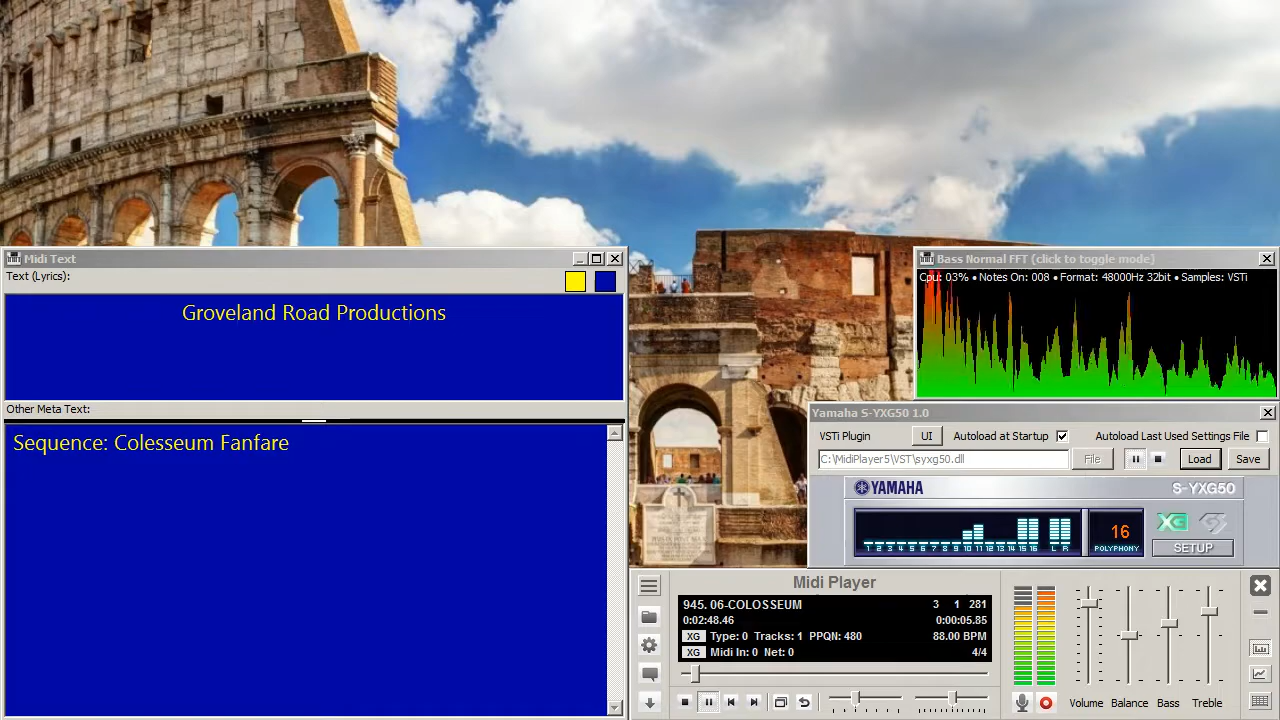 Midi Text
Text (Lyrics):
Groveland Road Productions
Other Meta Text:
Sequence: Colesseum Fanfare
Bass Normal FFT (click to toggle mode)
Cpu: 03% • Notes On: 008 • Format: 48000Hz 32bit • Samples: VSTi
Yamaha S-YXG50 1.0
VSTi Plugin UI Autoload at Startup Autoload Last Used Settings File
C:\MidiPlayer5\VST\syxg50.dll File Load Save
YAMAHA S-YXG50
1 2 3 4 5 6 7 8 9 10 11 12 13 14 15 16 L R
16
POLYPHONY
XG
SETUP
Midi Player
945. 06-COLOSSEUM 3 1 281
0:02:48.46 0:00:05.85
XG Type: 0 Tracks: 1 PPQN: 480 88.00 BPM
XG Midi In: 0 Net: 0 4/4
Volume Balance Bass Treble